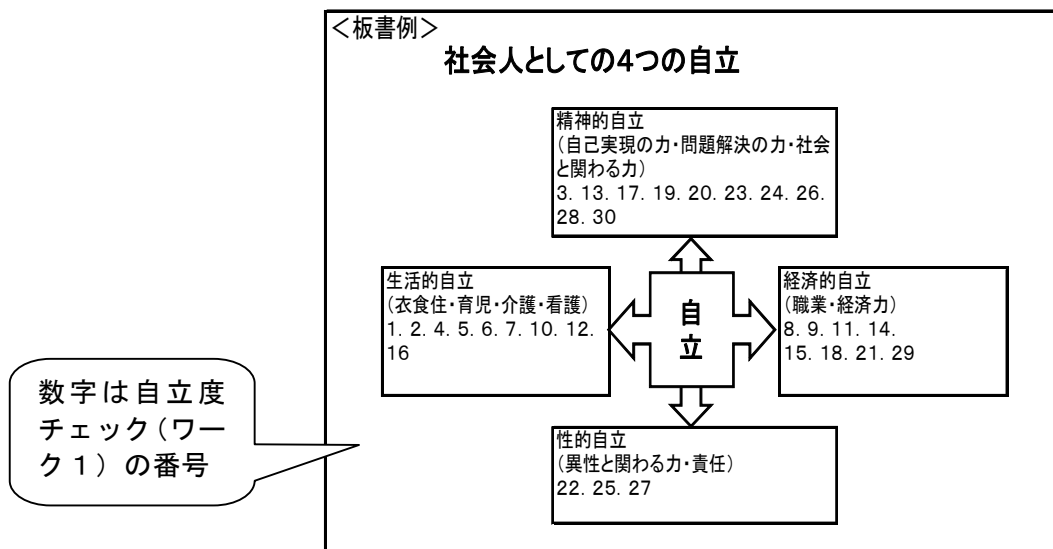 <板書例>
社会人としての4つの自立
精神的自立
(自己実現の力・問題解決の力・社会
と関わる力)
3. 13. 17. 19. 20. 23. 24. 26.
28. 30
生活的自立
(衣食住・育児・介護・看護)
1. 2. 4. 5. 6. 7. 10. 12.
16
自
立
経済的自立
(職業・経済力)
8. 9. 11. 14.
15. 18. 21. 29
数字は自立度
チェック(ワー
ク1)の番号
性的自立
(異性と関わる力・責任)
22. 25. 27